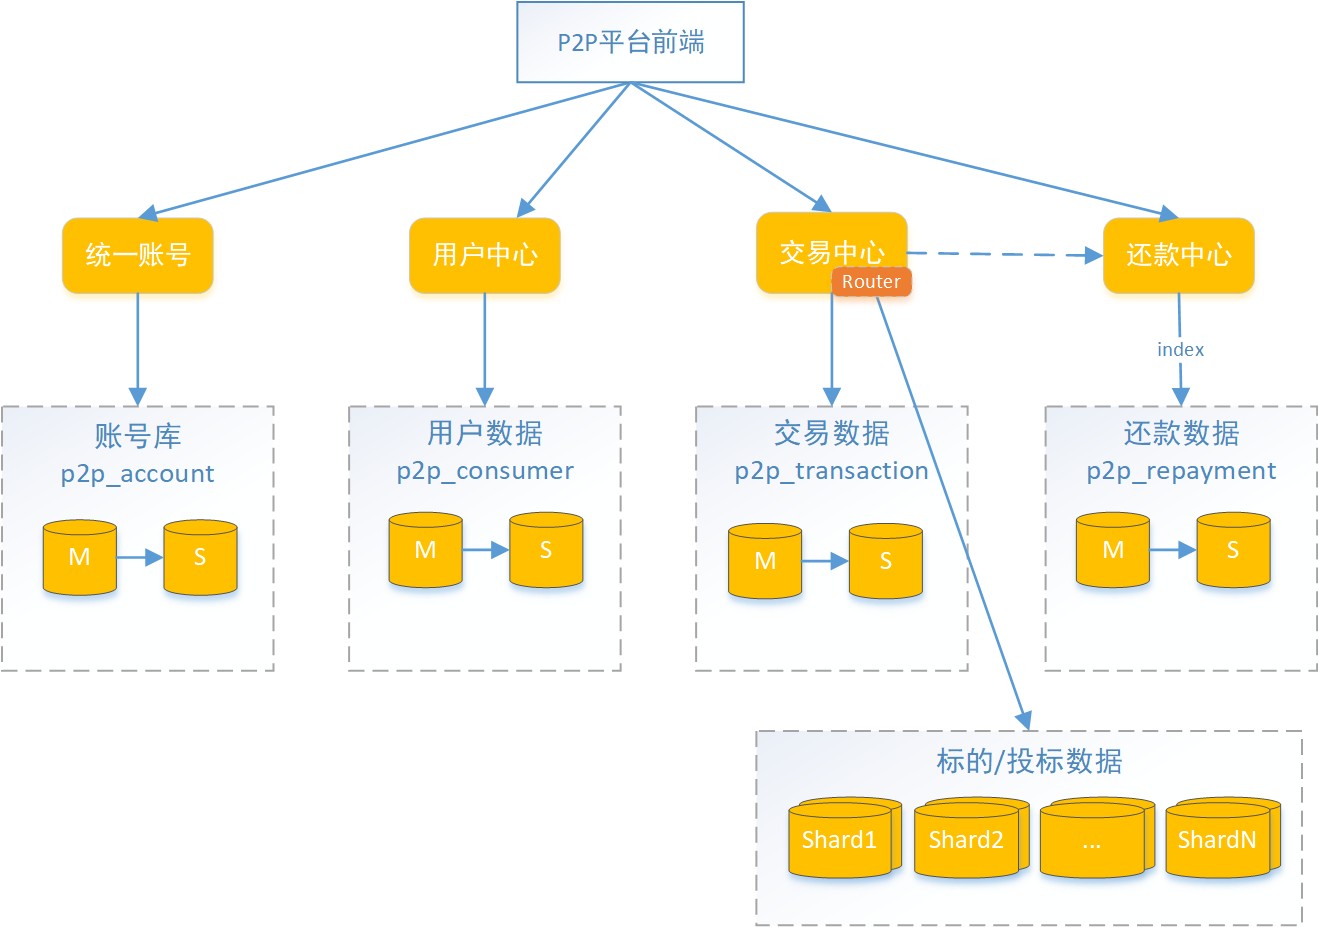 P2P平台前端
统一账号
用户中心
交易中心
还款中心
Router
index
账号库
p2p_account
用户数据
p2p_consumer
交易数据
p2p_transaction
还款数据
p2p_repayment
M
S
M
S
M
S
M
S
标的/投标数据
Shard1
Shard2
...
ShardN